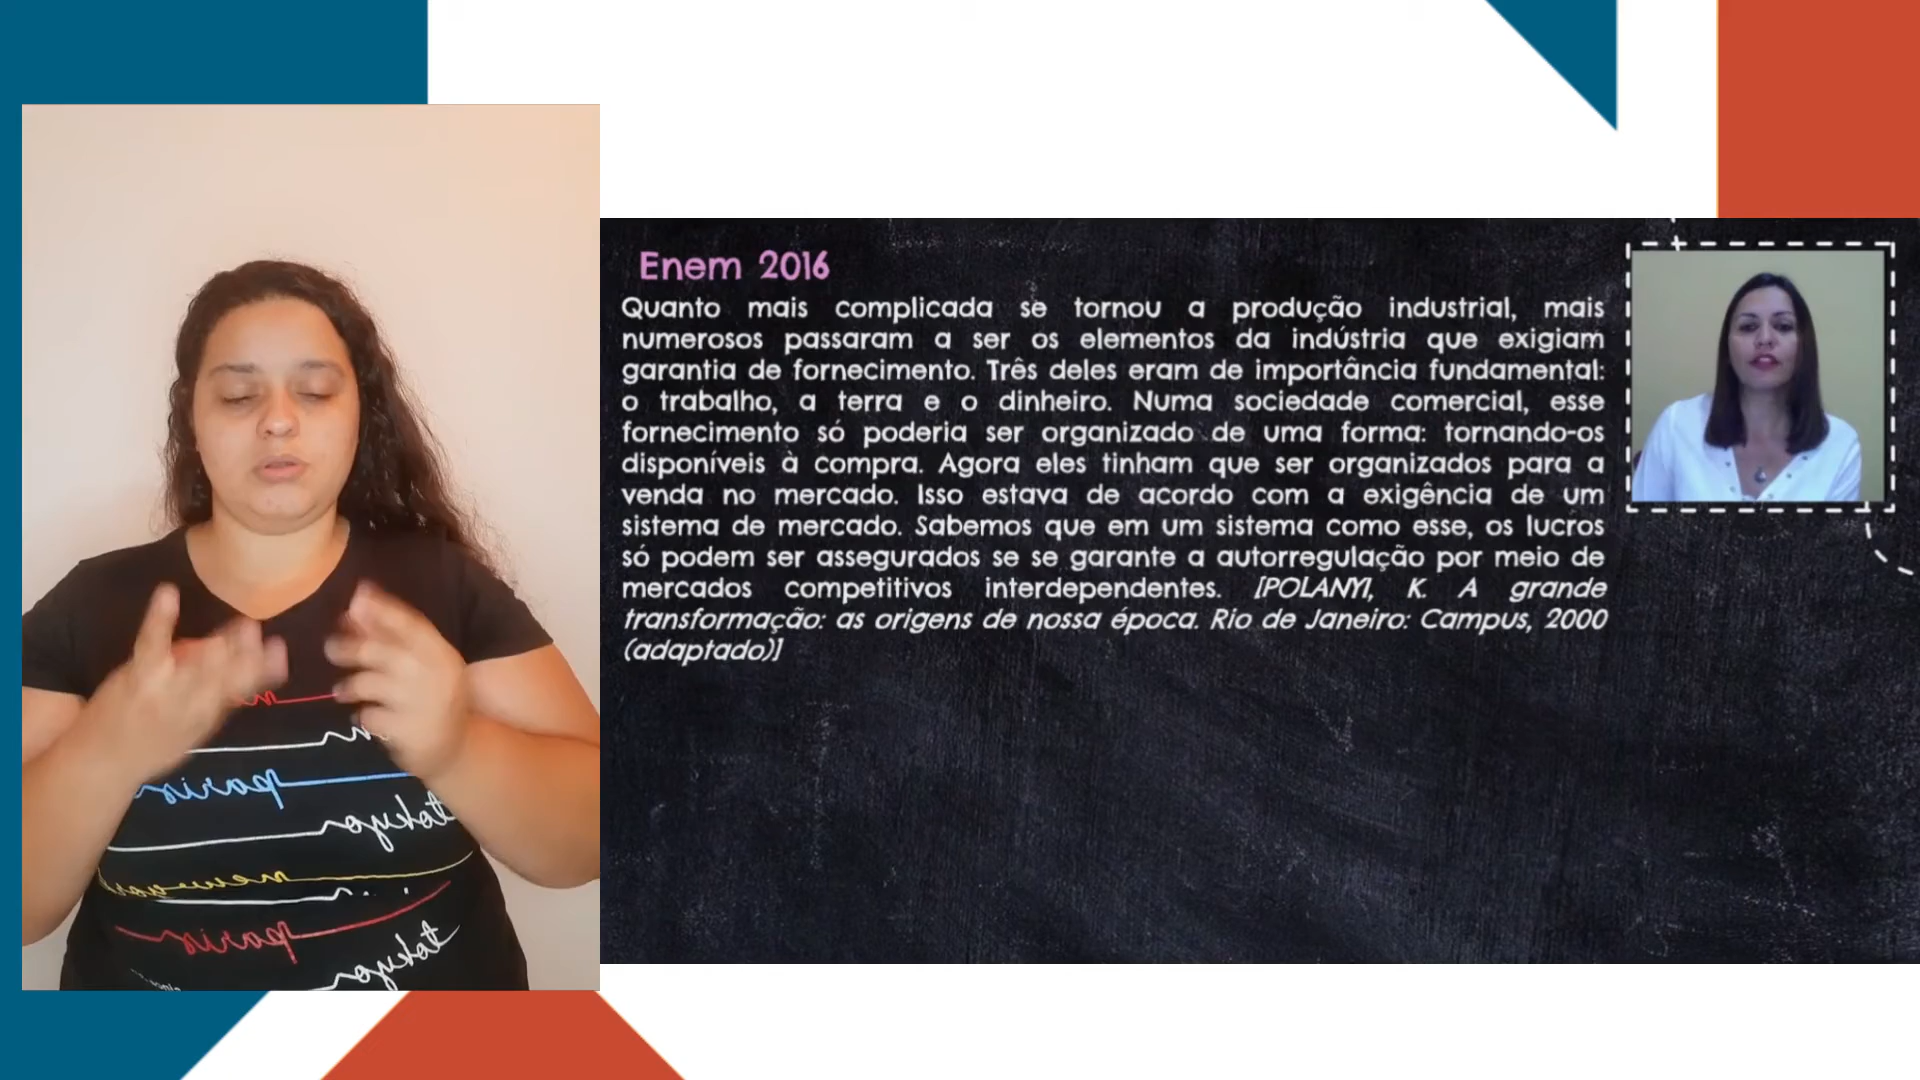 Enem 2016
Quanto mais complicada se tornou a produção industrial, mais
numerosos passaram a ser os elementos da indústria que exigiam
garantia de fornecimento. Três deles eram de importância fundamental:
o trabalho, a terra e o dinheiro. Numa sociedade comercial, esse
fornecimento só poderia ser organizado de uma forma: tornando-os
disponíveis à compra. Agora eles tinham que ser organizados para a
venda no mercado. Isso estava de acordo com a exigência de um
sistema de mercado. Sabemos que em um sistema como esse, os lucros
só podem ser assegurados se se garante a autorregulação por meio de
mercados competitivos interdependentes. [POLANYI, K. A grande
transformação: as origens de nossa época. Rio de Janeiro: Campus, 2000
(adaptado)]
paris
tokyo
paris
tokyo